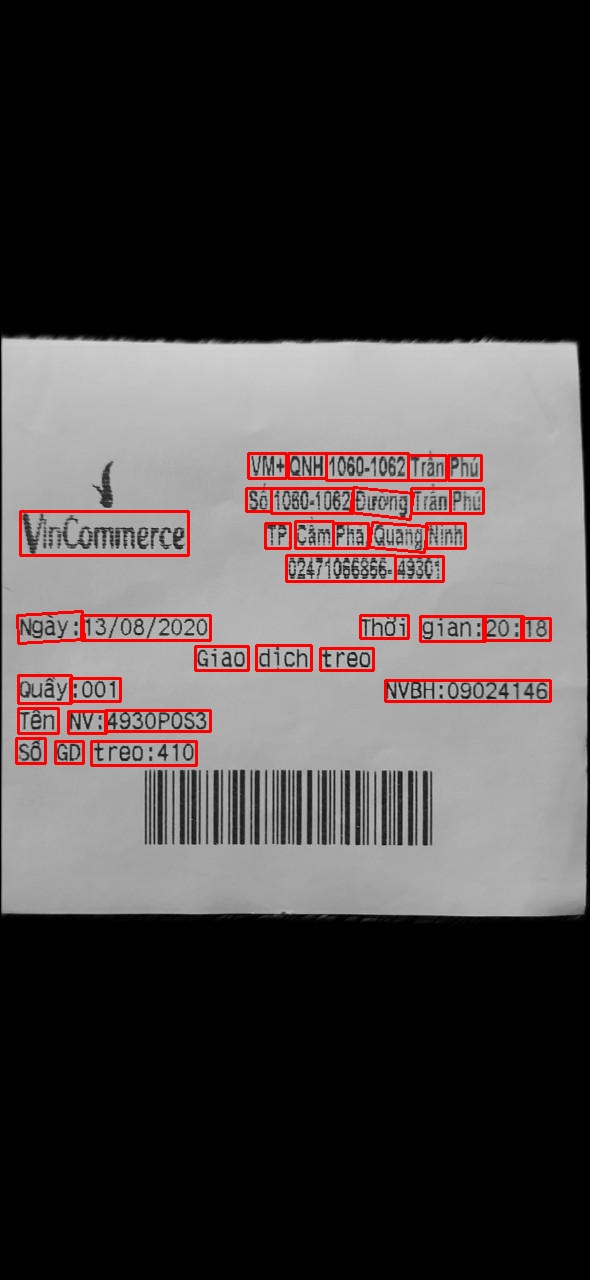 VM+ QNH 1060-1062 Trần Phú
Số 1060-1062 Đường Trần Phú
VinCommerce
TP Cẩm Phả Quảng Ninh
02471066866-49301
Ngày:13/08/2020 Thời gian:20:18
Giao dịch treo
Quầy:001 NVBH:09024146
Tên NV:4930POS3
Số GD treo:410